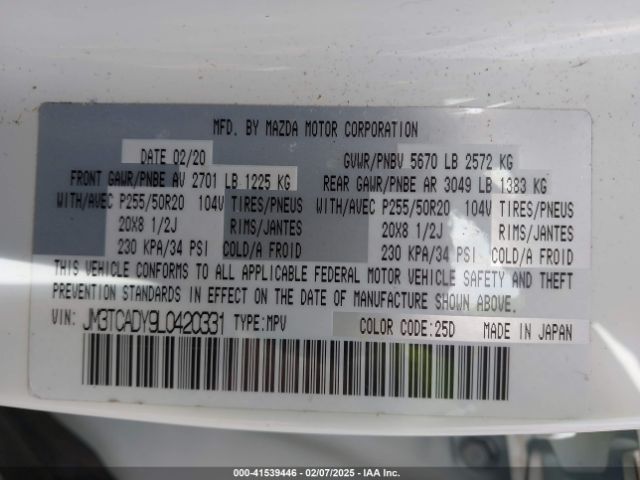 MFD. BY MAZDA MOTOR CORPORATION
DATE 02/20 GVWR/PNBV 5670 LB 2572 KG
FRONT GAWR/PNBE AV 2701 LB 1225 KG REAR GAWR/PNBE AR 3049 LB 1383 KG
WITH/AVEC P255/50R20 104V TIRES/PNEUS WITH/AVEC P255/50R20 104V TIRES/PNEUS
20X8 1/2J RIMS/JANTES 20X8 1/2J RIMS/JANTES
230 KPA/34 PSI COLD/A FROID 230 KPA/34 PSI COLD/A FROID
THIS VEHICLE CONFORMS TO ALL APPLICABLE FEDERAL MOTOR VEHICLE SAFETY AND THEFT
PREVENTION STANDARDS IN EFFECT ON THE DATE OF MANUFACTURE SHOWN ABOVE.
VIN: JM3TCADY9L0420331 TYPE:MPV COLOR CODE:25D MADE IN JAPAN
000-41539446 - 02/07/2025 - IAA Inc.